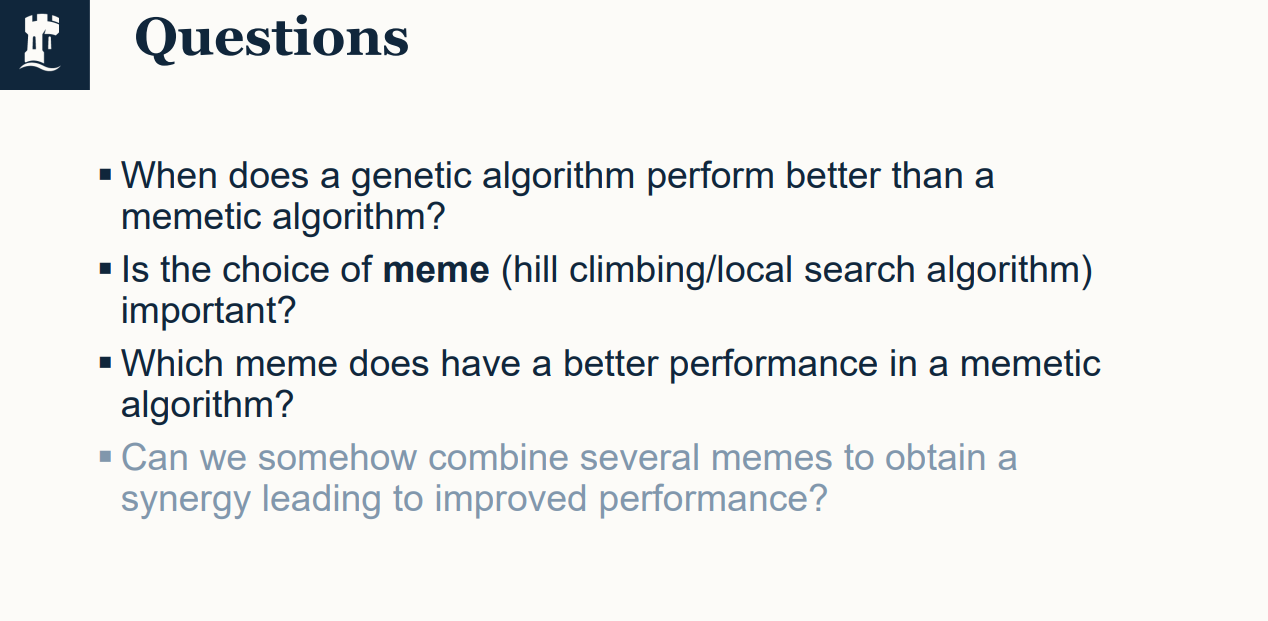 Questions
▪ When does a genetic algorithm perform better than a
memetic algorithm?
▪ Is the choice of meme (hill climbing/local search algorithm)
important?
▪ Which meme does have a better performance in a memetic
algorithm?
▪ Can we somehow combine several memes to obtain a
synergy leading to improved performance?